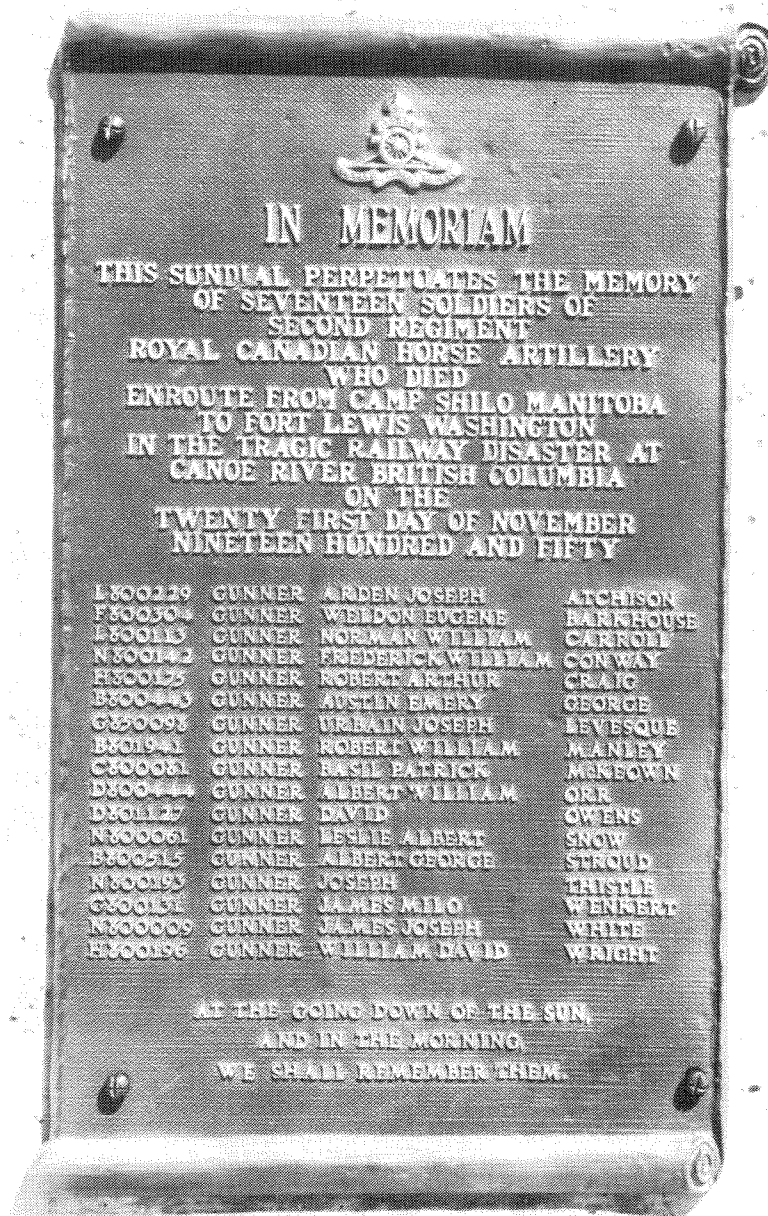 IN MEMORIAM
THIS SUNDIAL PERPETUATES THE MEMORY
OF SEVENTEEN SOLDIERS OF
SECOND REGIMENT
ROYAL CANADIAN HORSE ARTILLERY
WHO DIED
ENROUTE FROM CAMP SHILO MANITOBA
TO FORT LEWIS WASHINGTON
IN THE TRAGIC RAILWAY DISASTER AT
CANOE RIVER BRITISH COLUMBIA
ON THE
TWENTY FIRST DAY OF NOVEMBER
NINETEEN HUNDRED AND FIFTY
L800229 GUNNER ARDEN JOSEPH ATCHISON
F800304 GUNNER WELDON EUGENE BARKHOUSE
L800113 GUNNER NORMAN WILLIAM CARROLL
N800142 GUNNER FREDERICK WILLIAM CONWAY
H800175 GUNNER ROBERT ARTHUR CRAIG
B800443 GUNNER AUSTIN EMERY GEORGE
G850098 GUNNER URBAIN JOSEPH LEVESQUE
B801941 GUNNER ROBERT WILLIAM MANLEY
C800081 GUNNER BASIL PATRICK McKEOWN
D800444 GUNNER ALBERT WILLIAM ORR
D801127 GUNNER DAVID OWENS
N800061 GUNNER LESLIE ALBERT SNOW
B800515 GUNNER ALBERT GEORGE STROUD
N800195 GUNNER JOSEPH THISTLE
GUNNER JAMES MILO WENKERT
N800009 GUNNER JAMES JOSEPH WHITE
H800196 GUNNER WILLIAM DAVID WRIGHT
AT THE GOING DOWN OF THE SUN,
AND IN THE MORNING,
WE SHALL REMEMBER THEM.